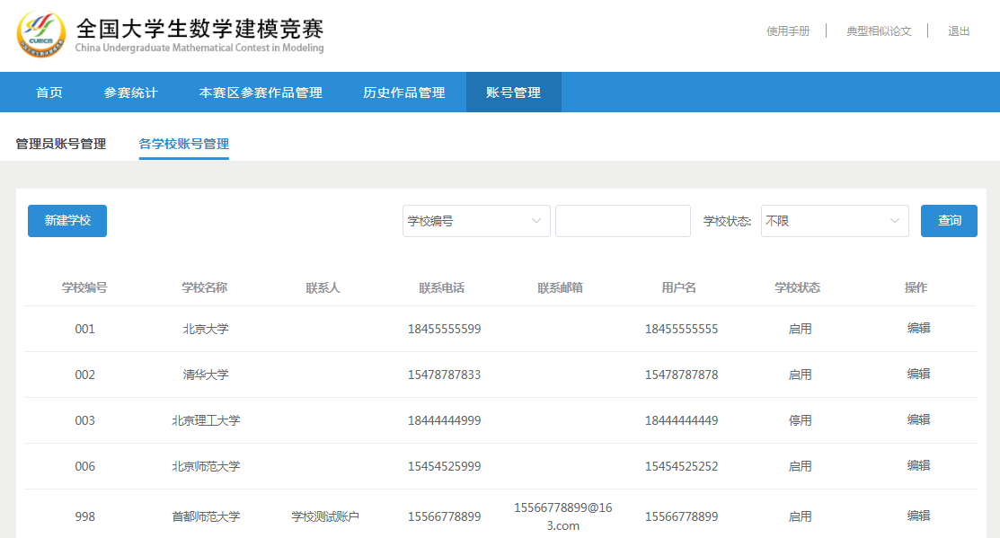 全国大学生数学建模竞赛
CUMCM
China Undergraduate Mathematical Contest in Modeling
使用手册 典型相似论文 退出
首页 参赛统计 本赛区参赛作品管理 历史作品管理 账号管理
管理员账号管理 各学校账号管理
新建学校 学校编号 学校状态: 不限 查询
学校编号 学校名称 联系人 联系电话 联系邮箱 用户名 学校状态 操作
001 北京大学 18455555599 18455555555 启用 编辑
002 清华大学 15478787833 15478787878 启用 编辑
003 北京理工大学 18444444999 18444444449 停用 编辑
006 北京师范大学 15454525999 15454525252 启用 编辑
998 首都师范大学 学校测试账户 15566778899 15566778899@16
3.com 15566778899 启用 编辑